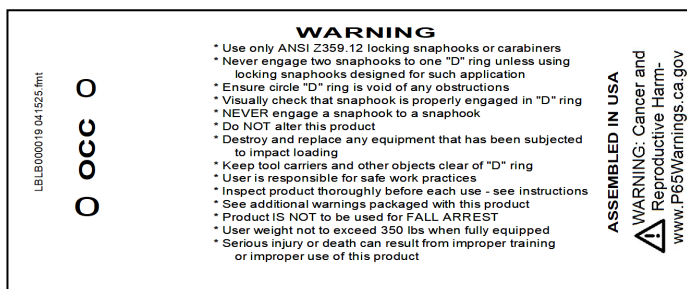 LBLB000019 041525.fmt
O
OCC
O
WARNING
* Use only ANSI Z359.12 locking snaphooks or carabiners
* Never engage two snaphooks to one "D" ring unless using
locking snaphooks designed for such application
* Ensure circle "D" ring is void of any obstructions
* Visually check that snaphook is properly engaged in "D" ring
* NEVER engage a snaphook to a snaphook
* Do NOT alter this product
* Destroy and replace any equipment that has been subjected
to impact loading
* Keep tool carriers and other objects clear of "D" ring
* User is responsible for safe work practices
* Inspect product thoroughly before each use - see instructions
* See additional warnings packaged with this product
* Product IS NOT to be used for FALL ARREST
* User weight not to exceed 350 lbs when fully equipped
* Serious injury or death can result from improper training
or improper use of this product
ASSEMBLED IN USA
WARNING: Cancer and
Reproductive Harm-
www.P65Warnings.ca.gov